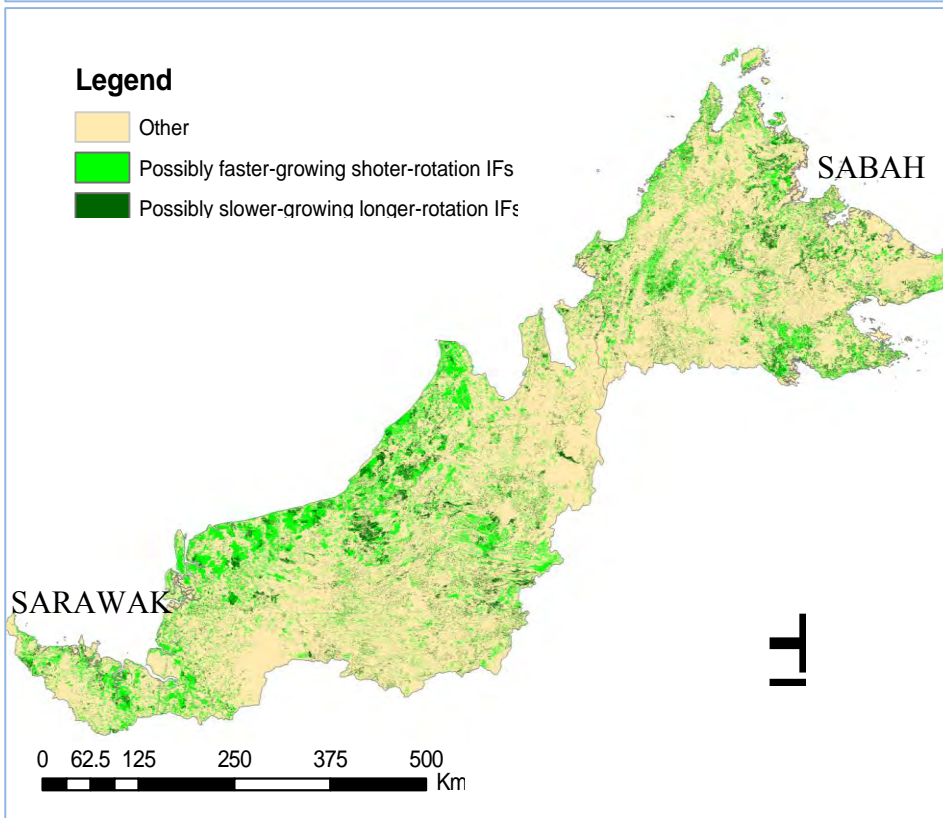 Legend
Other
Possibly faster-growing shoter-rotation IFs
Possibly slower-growing longer-rotation IFs
SABAH
SARAWAK
0 62.5 125 250 375 500
Km